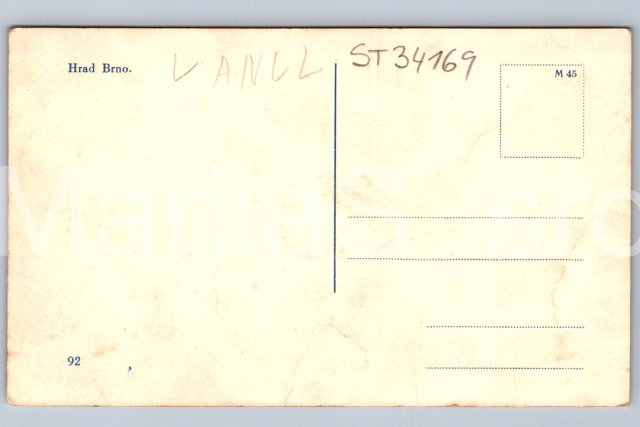 Hrad Brno.
VANCL
ST34169
M 45
92